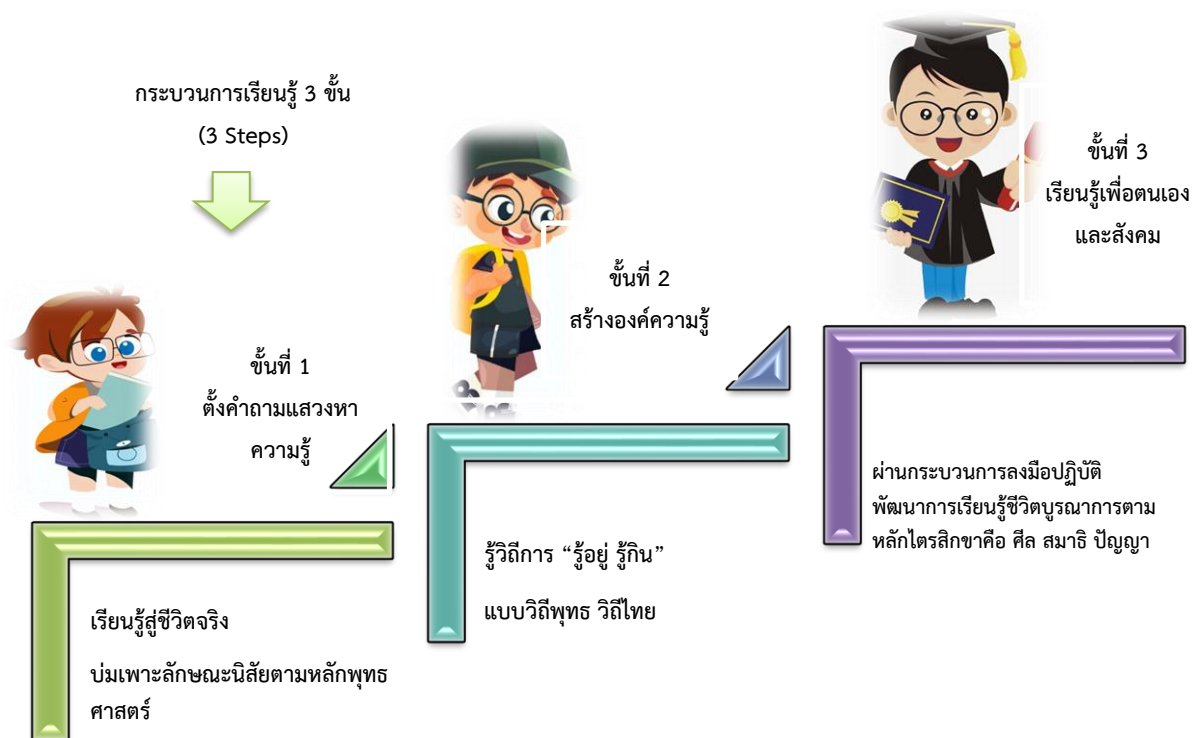 กระบวนการเรียนรู้ 3 ขั้น
(3 Steps)
ขั้นที่ 1
ตั้งคำถามแสวงหา
ความรู้
เรียนรู้สู่ชีวิตจริง
บ่มเพาะลักษณะนิสัยตามหลักพุทธ
ศาสตร์
ขั้นที่ 2
สร้างองค์ความรู้
รู้วิถีการ “รู้อยู่ รู้กิน”
แบบวิถีพุทธ วิถีไทย
ขั้นที่ 3
เรียนรู้เพื่อตนเอง
และสังคม
ผ่านกระบวนการลงมือปฏิบัติ
พัฒนาการเรียนรู้ชีวิตบูรณาการตาม
หลักไตรสิกขาคือ ศีล สมาธิ ปัญญา